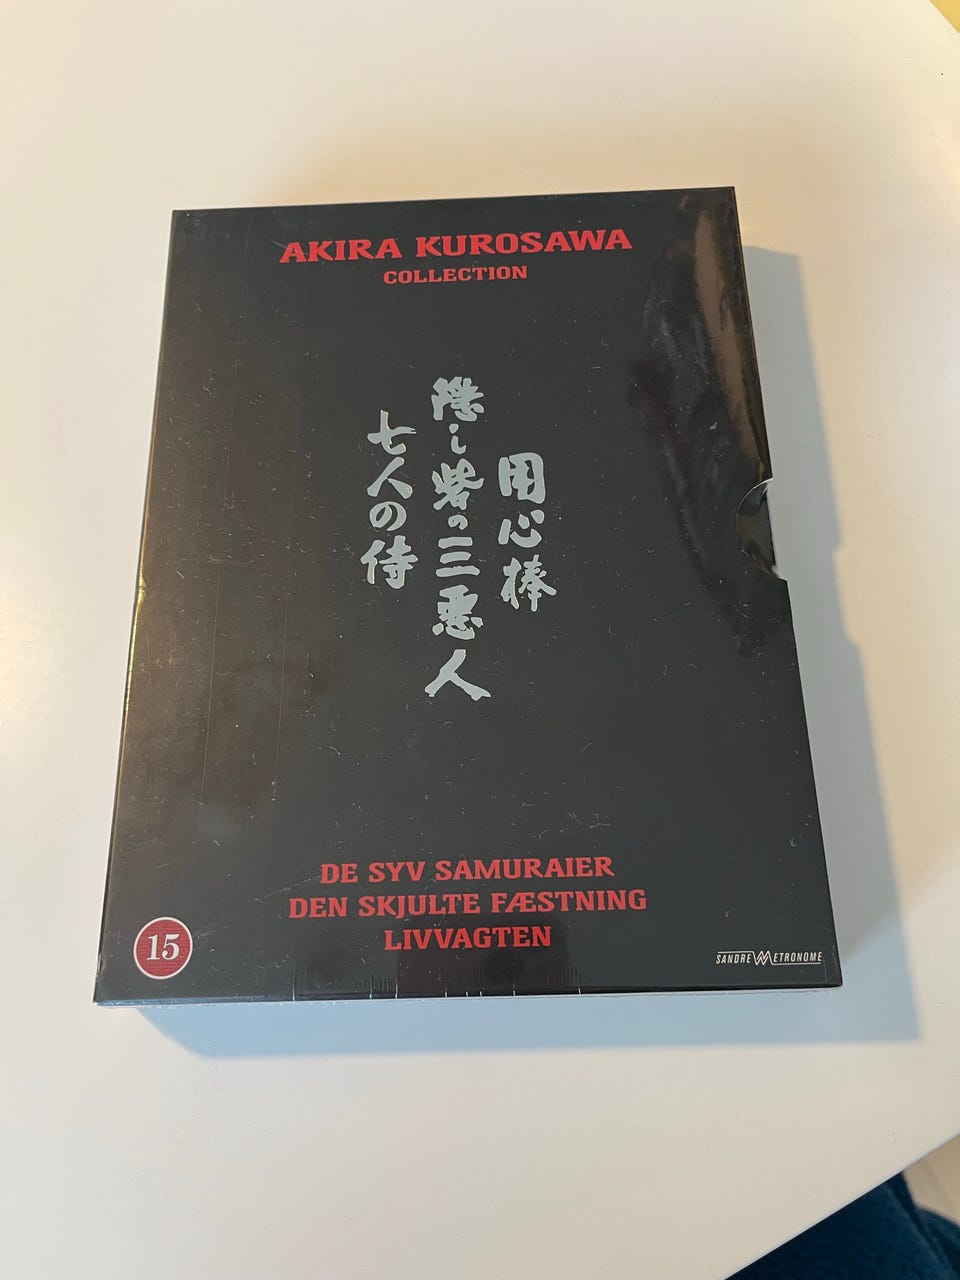 AKIRA KUROSAWA
COLLECTION
七人の侍
隠し砦の三悪人
用心棒
DE SYV SAMURAIER
DEN SKJULTE FÆSTNING
LIVVAGTEN
15
SANDREW METRONOME